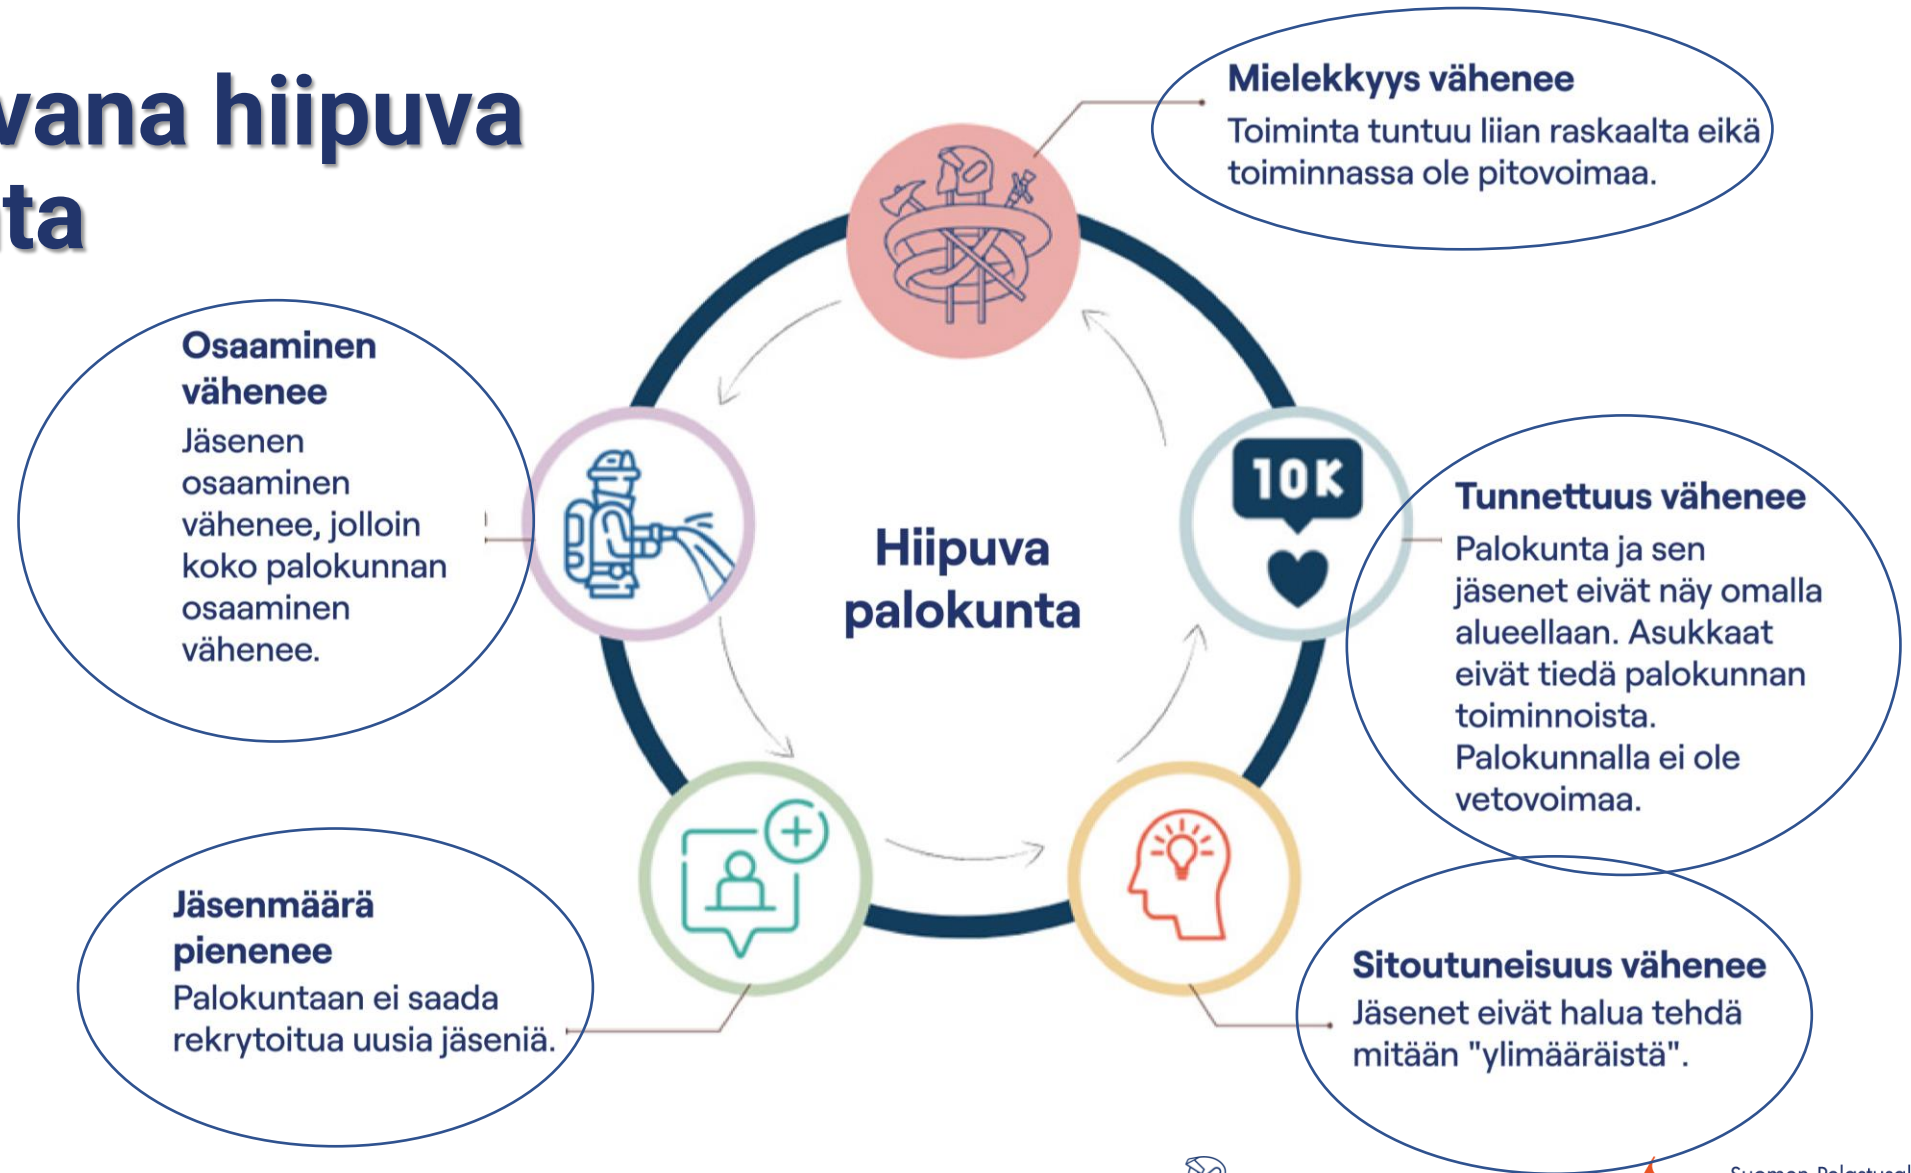 vana hiipuva
ta
Mielekkyys vähenee
Toiminta tuntuu liian raskaalta eikä
toiminnassa ole pitovoimaa.
Osaaminen
vähenee
Jäsenen
osaaminen
vähenee, jolloin
koko palokunnan
osaaminen
vähenee.
10K
Hiipuva
palokunta
Tunnettuus vähenee
Palokunta ja sen
jäsenet eivät näy omalla
alueellaan. Asukkaat
eivät tiedä palokunnan
toiminnoista.
Palokunnalla ei ole
vetovoimaa.
Jäsenmäärä
pienenee
Palokuntaan ei saada
rekrytoitua uusia jäseniä.
Sitoutuneisuus vähenee
Jäsenet eivät halua tehdä
mitään "ylimääräistä".
Suomen